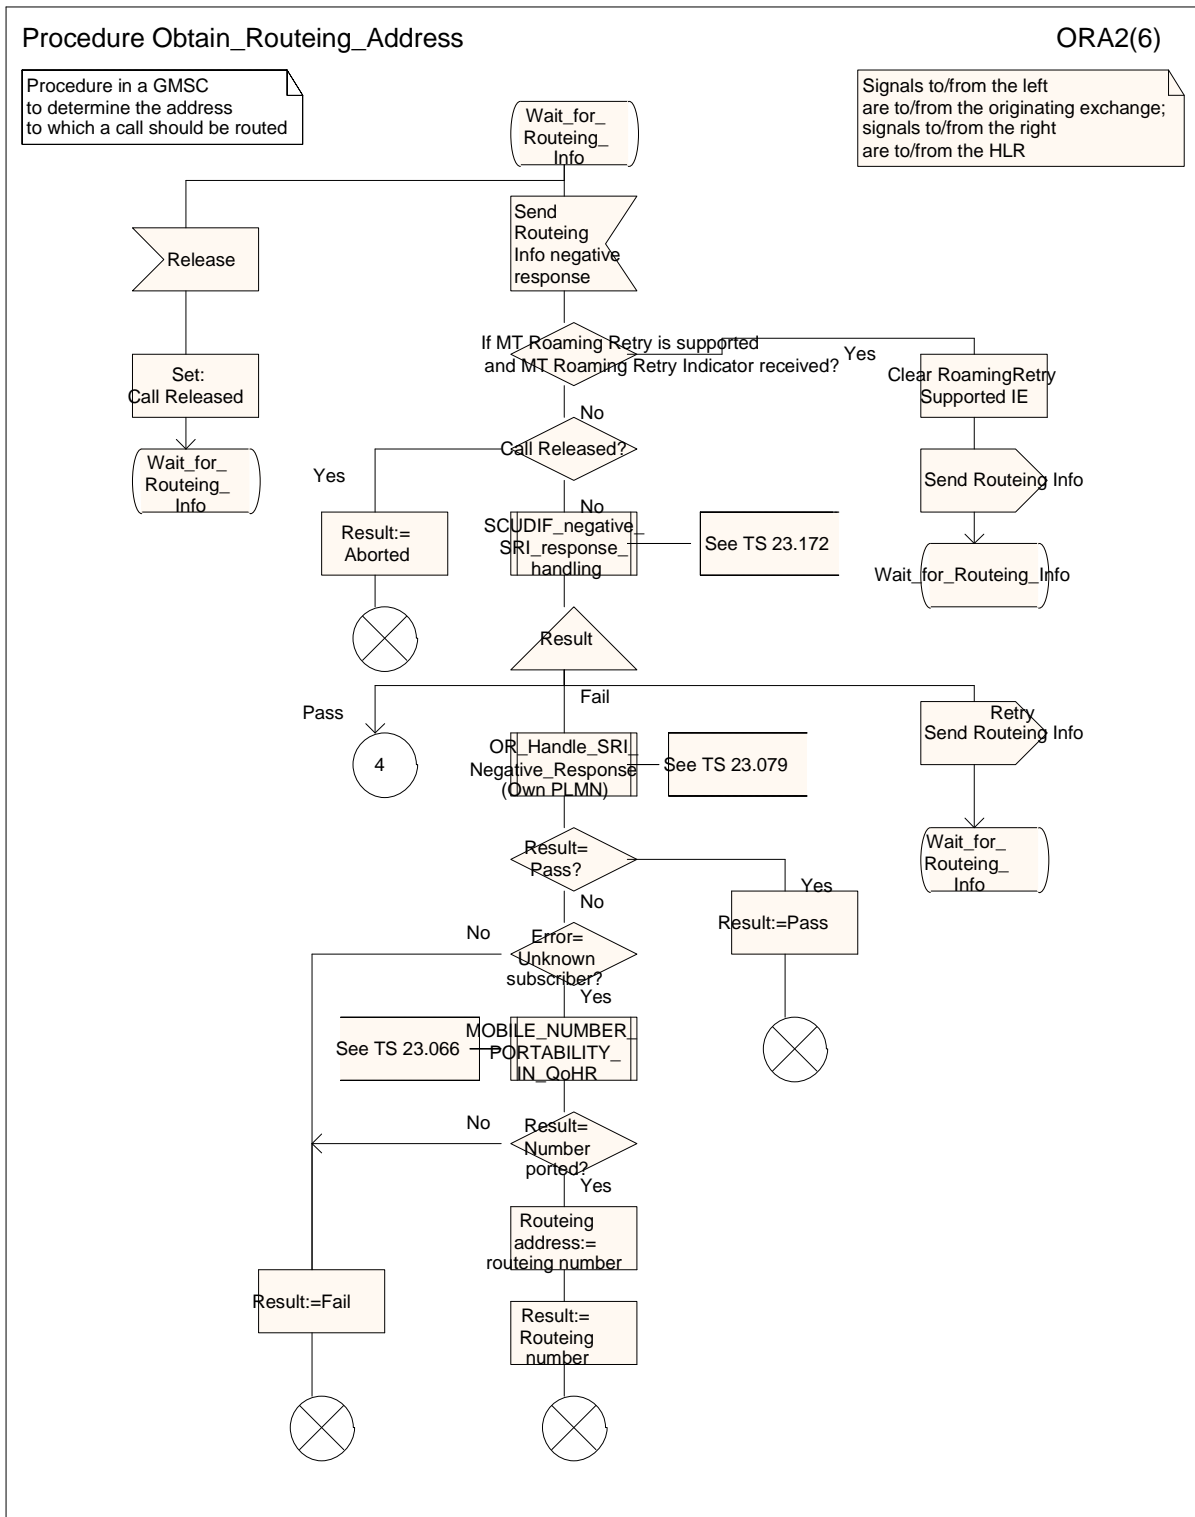 Procedure Obtain_Routeing_Address
ORA2(6)
Procedure in a GMSC
to determine the address
to which a call should be routed
Signals to/from the left
are to/from the originating exchange;
signals to/from the right
are to/from the HLR
Wait_for_
Routeing_
Info
Release
Send
Routeing
Info negative
response
If MT Roaming Retry is supported
and MT Roaming Retry Indicator received?
Yes
Set:
Call Released
Clear RoamingRetry
Supported IE
No
Call Released?
Yes
Wait_for_
Routeing_
Info
Send Routeing Info
No
Result:=
Aborted
SCUDIF_negative_
SRI_response_
handling
See TS 23.172
Wait_for_Routeing_Info
Result
Pass
Fail
Retry
Send Routeing Info
4
OR_Handle_SRI_
Negative_Response
(Own PLMN)
See TS 23.079
Result=
Pass?
Wait_for_
Routeing_
Info
Yes
No
Result:=Pass
No
Error=
Unknown
subscriber?
Yes
See TS 23.066
MOBILE_NUMBER_
PORTABILITY_
IN_QoHR
No
Result=
Number
ported?
Yes
Routeing
address:=
routeing number
Result:=Fail
Result:=
Routeing
number